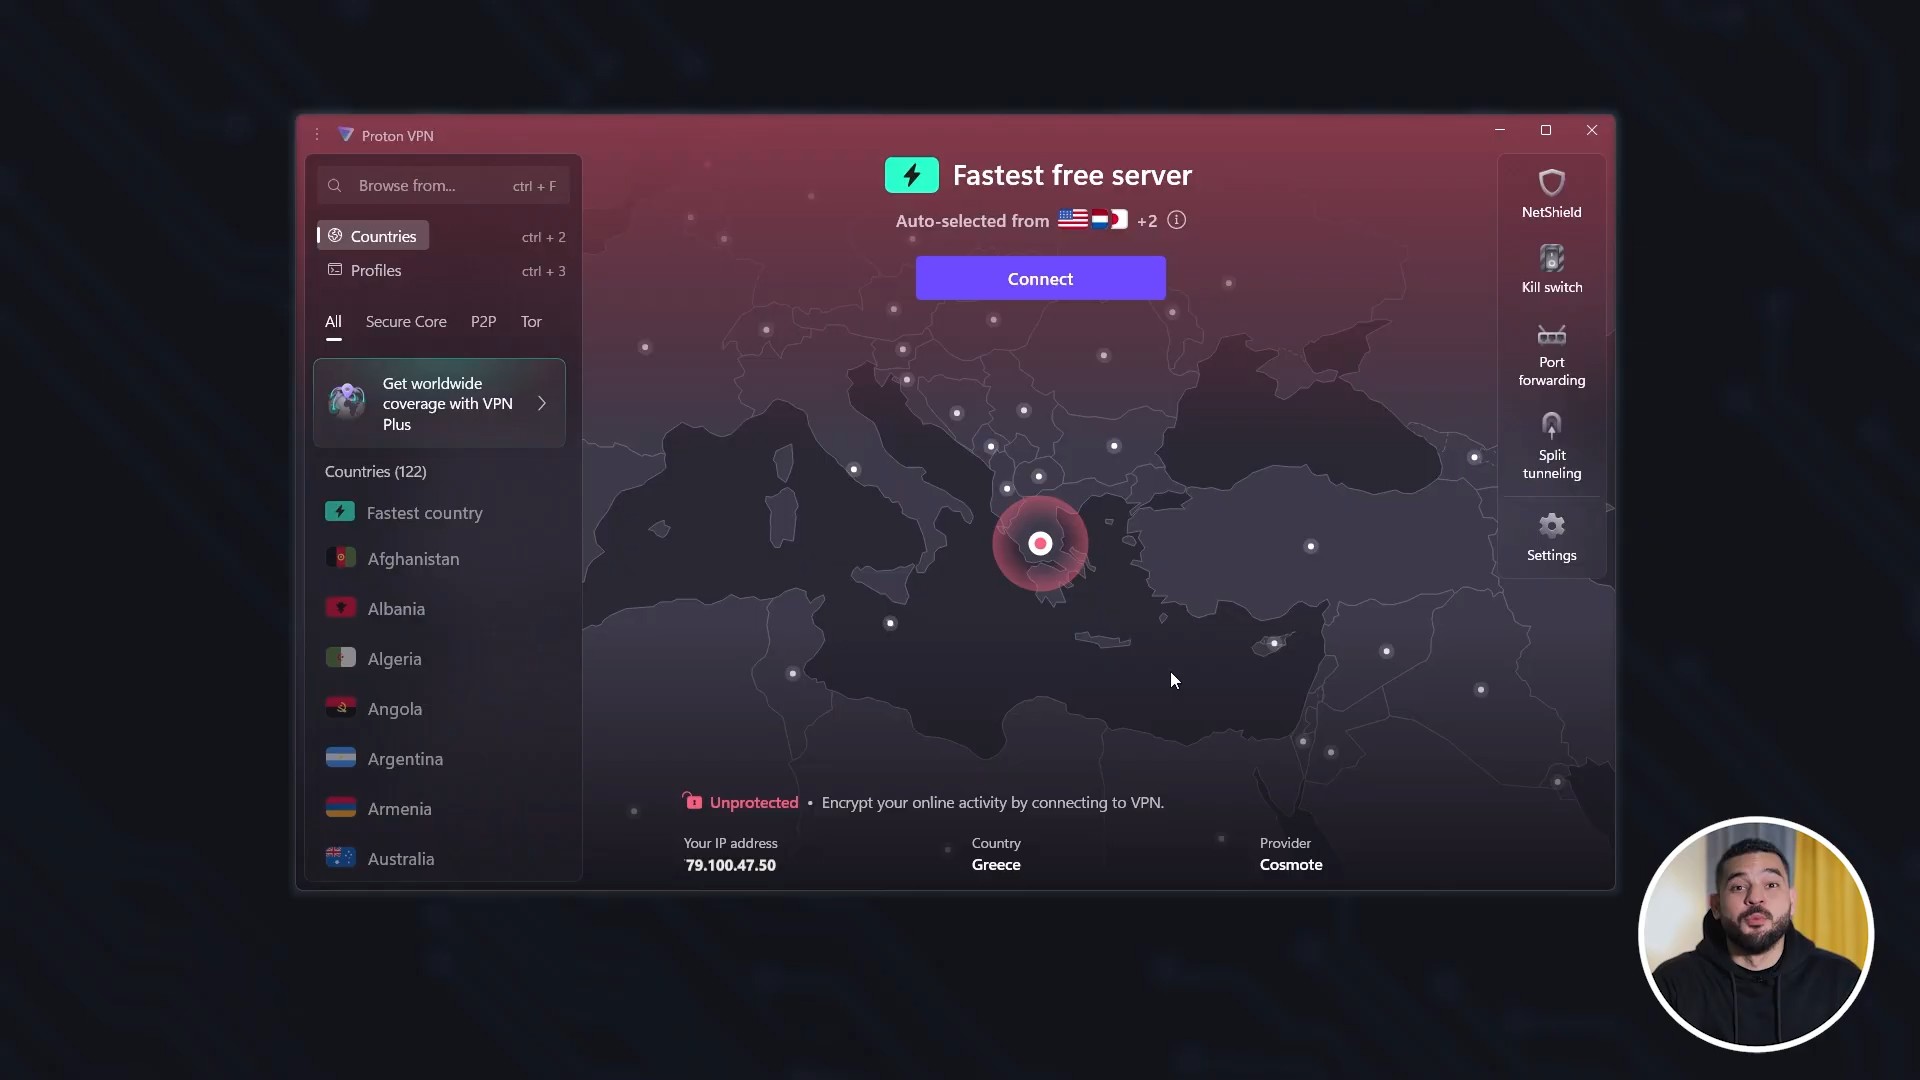 Proton VPN
Browse from...
ctrl + F
Countries
ctrl + 2
Profiles
ctrl + 3
All
Secure Core
P2P
Tor
Get worldwide
coverage with VPN
Plus
Countries (122)
Fastest country
Afghanistan
Albania
Algeria
Angola
Argentina
Armenia
Australia
Fastest free server
Auto-selected from
+2
Connect
Unprotected • Encrypt your online activity by connecting to VPN.
Your IP address
79.100.47.50
Country
Greece
Provider
Cosmote
NetShield
Kill switch
Port
forwarding
Split
tunneling
Settings